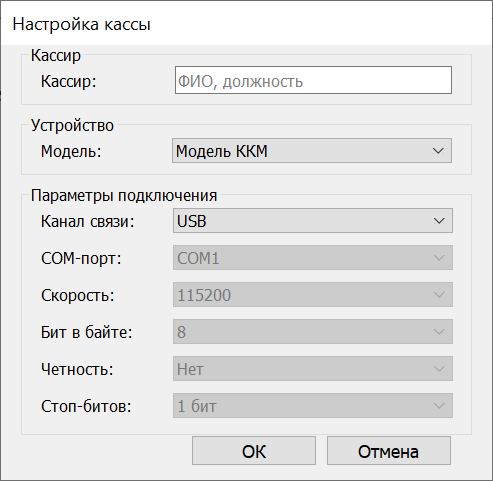 Настройка кассы
Кассир
Кассир: ФИО, должность
Устройство
Модель: Модель ККМ
Параметры подключения
Канал связи: USB
COM-порт: COM1
Скорость: 115200
Бит в байте: 8
Четность: Нет
Стоп-битов: 1 бит
ОК Отмена